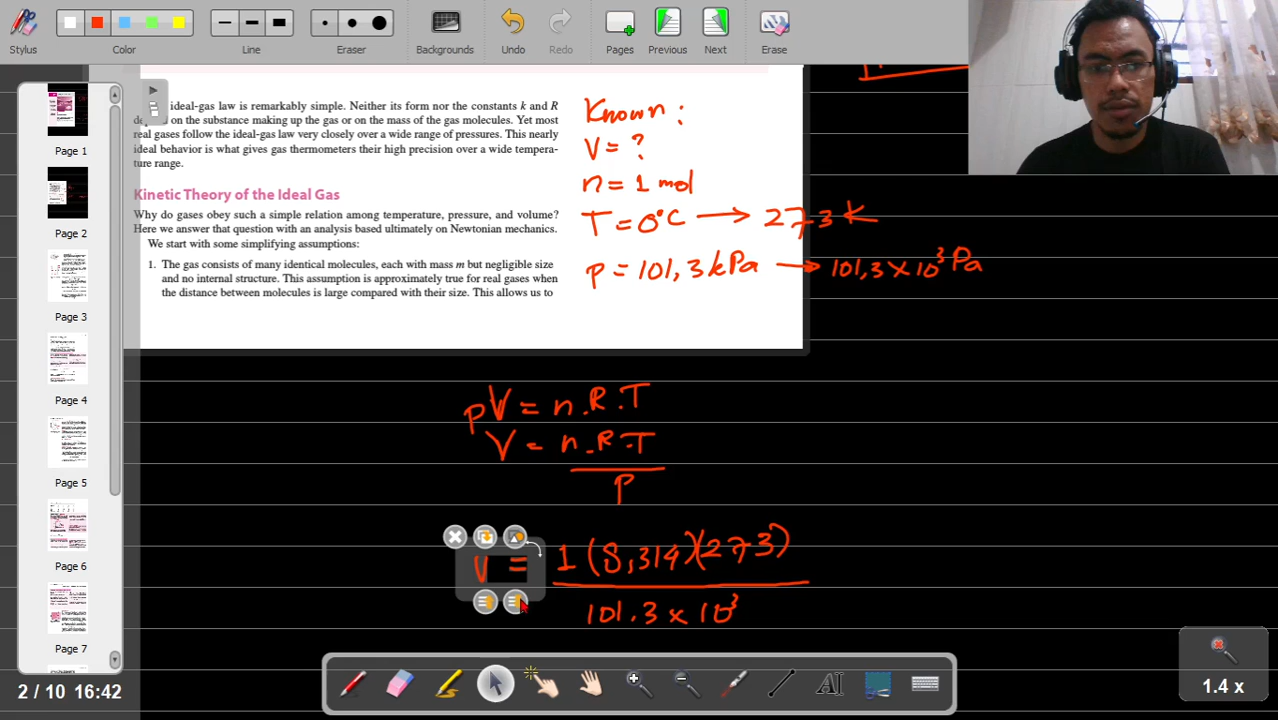 Stylus
Color
Line
Eraser
Backgrounds
Undo
Redo
Pages
Previous
Next
Erase
Page 1
Page 2
Page 3
Page 4
Page 5
Page 6
Page 7
ideal-gas law is remarkably simple. Neither its form nor the constants k and R
on the substance making up the gas or on the mass of the gas molecules. Yet most
real gases follow the ideal-gas law very closely over a wide range of pressures. This nearly
ideal behavior is what gives gas thermometers their high precision over a wide tempera-
ture range.
Kinetic Theory of the Ideal Gas
Why do gases obey such a simple relation among temperature, pressure, and volume?
Here we answer that question with an analysis based ultimately on Newtonian mechanics.
We start with some simplifying assumptions:
1. The gas consists of many identical molecules, each with mass m but negligible size
and no internal structure. This assumption is approximately true for real gases when
the distance between molecules is large compared with their size. This allows us to
Known :
V = ?
n = 1 mol
T = 0°C → 273 K
p = 101,3 kPa → 101,3 x 10³ Pa
pV = n.R.T
V = n.R.T
P
V = 1 (8,314)(273)
101.3 x 10³
2 / 10 16:42
AI
1.4 x